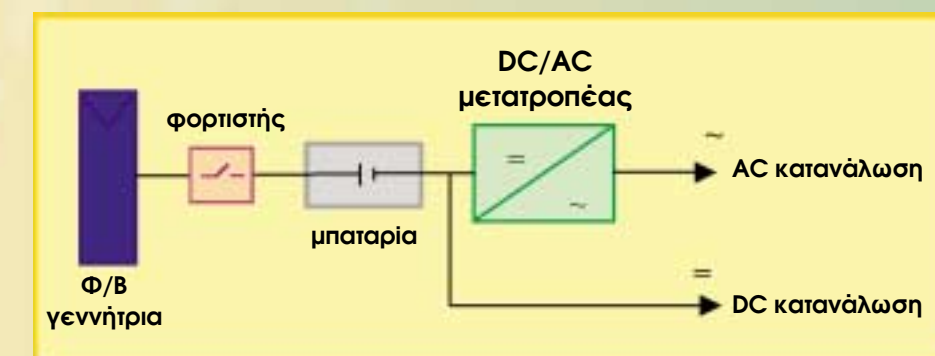 DC/AC
μετατροπέας
φορτιστής
~
=
AC κατανάλωση
~
μπαταρία
=
Φ/Β
γεννήτρια
DC κατανάλωση